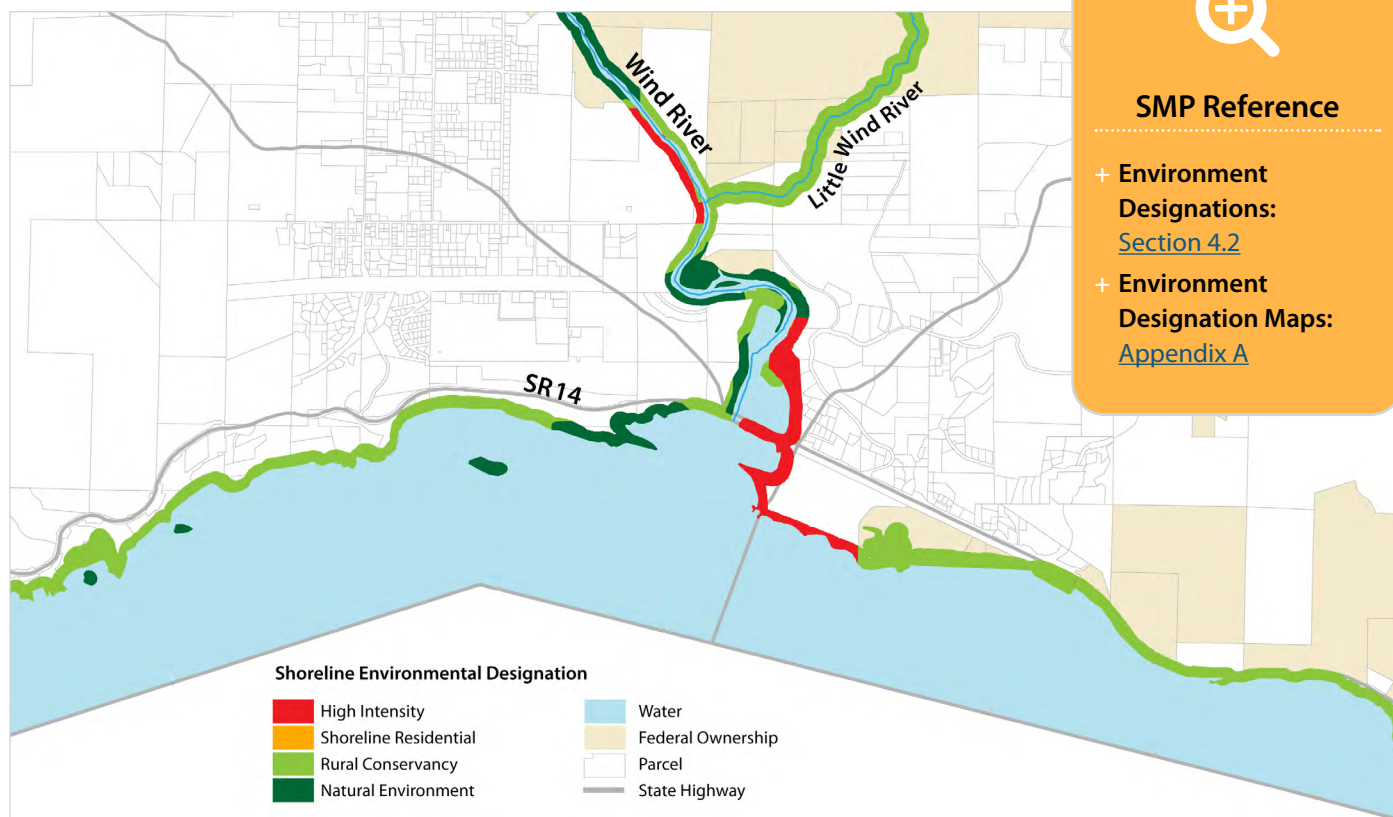 Wind River
Little Wind River
SR14
SMP Reference
+ Environment
Designations:
Section 4.2
+ Environment
Designation Maps:
Appendix A
Shoreline Environmental Designation
High Intensity
Shoreline Residential
Rural Conservancy
Natural Environment
Water
Federal Ownership
Parcel
State Highway